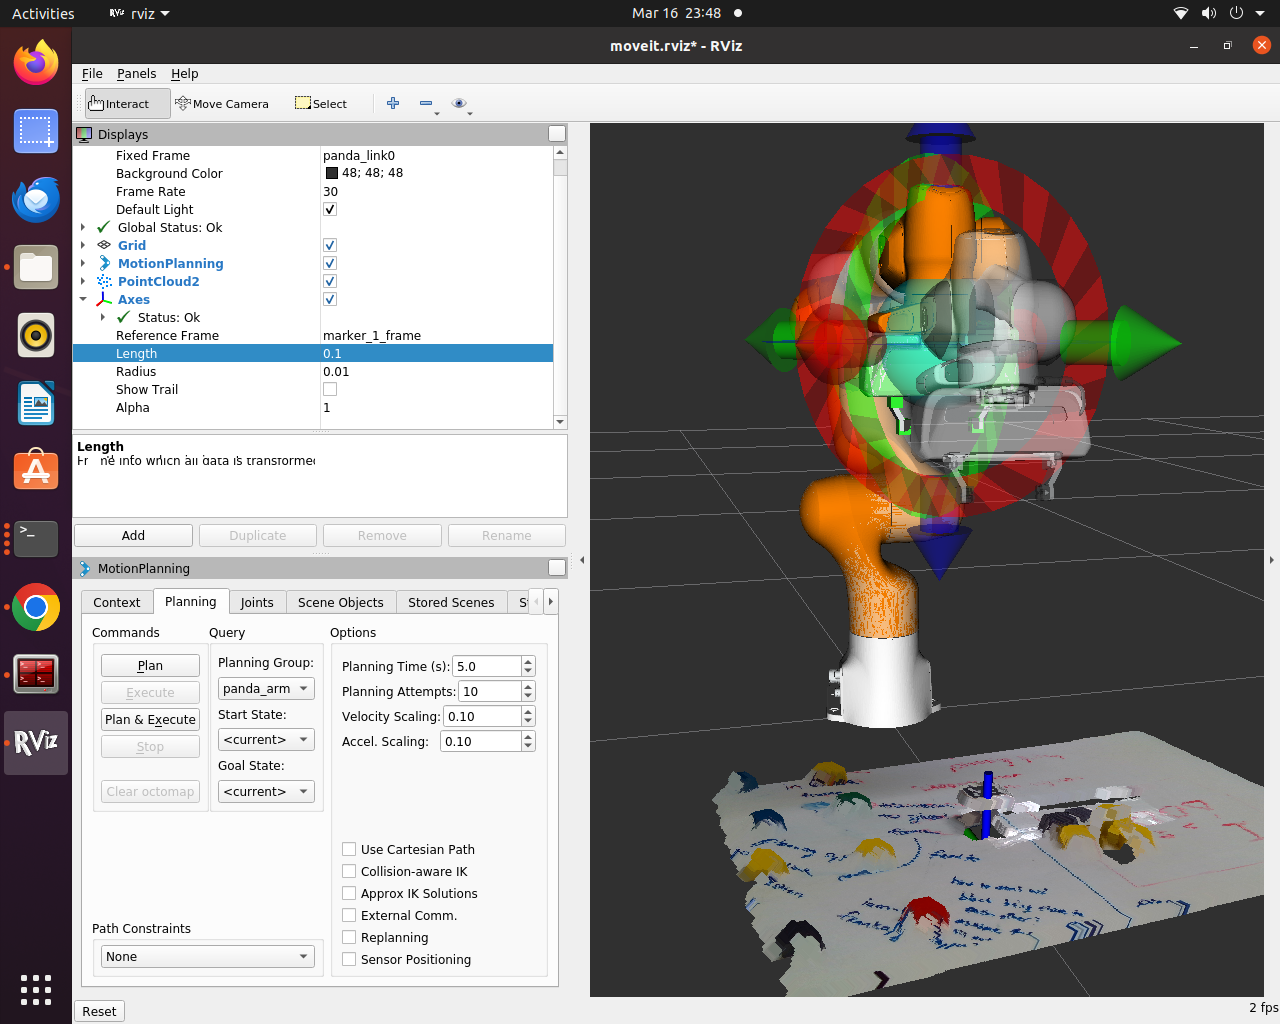 Activities
rviz
Mar 16 23:48
moveit.rviz* - RViz
File Panels Help
Interact Move Camera Select
Displays
Fixed Frame panda_link0
Background Color 48; 48; 48
Frame Rate 30
Default Light
Global Status: Ok
Grid
MotionPlanning
PointCloud2
Axes
Status: Ok
Reference Frame marker_1_frame
Length 0.1
Radius 0.01
Show Trail
Alpha 1
Length
into which all data is transformed
Add Duplicate Remove Rename
MotionPlanning
Context Planning Joints Scene Objects Stored Scenes
Commands Query Options
Plan
Execute
Plan & Execute
Stop
Clear octomap
Planning Group:
panda_arm
Start State:
<current>
Goal State:
<current>
Planning Time (s): 5.0
Planning Attempts: 10
Velocity Scaling: 0.10
Accel. Scaling: 0.10
Use Cartesian Path
Collision-aware IK
Approx IK Solutions
External Comm.
Replanning
Sensor Positioning
Path Constraints
None
Reset
2 fps
RViz